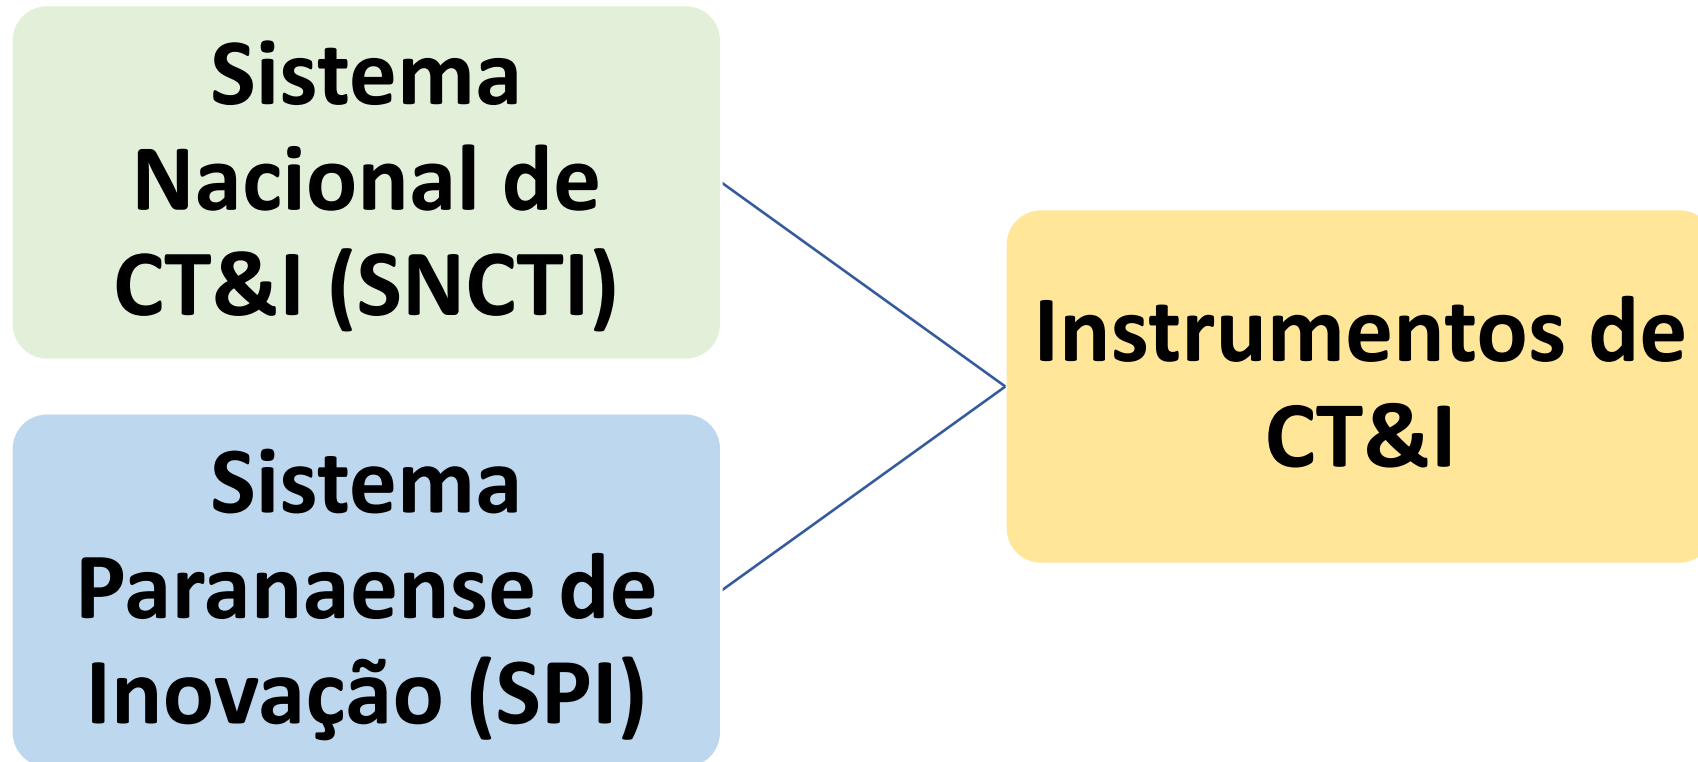 Sistema
Nacional de
CT&I (SNCTI)
Sistema
Paranaense de
Inovação (SPI)
Instrumentos de
CT&I